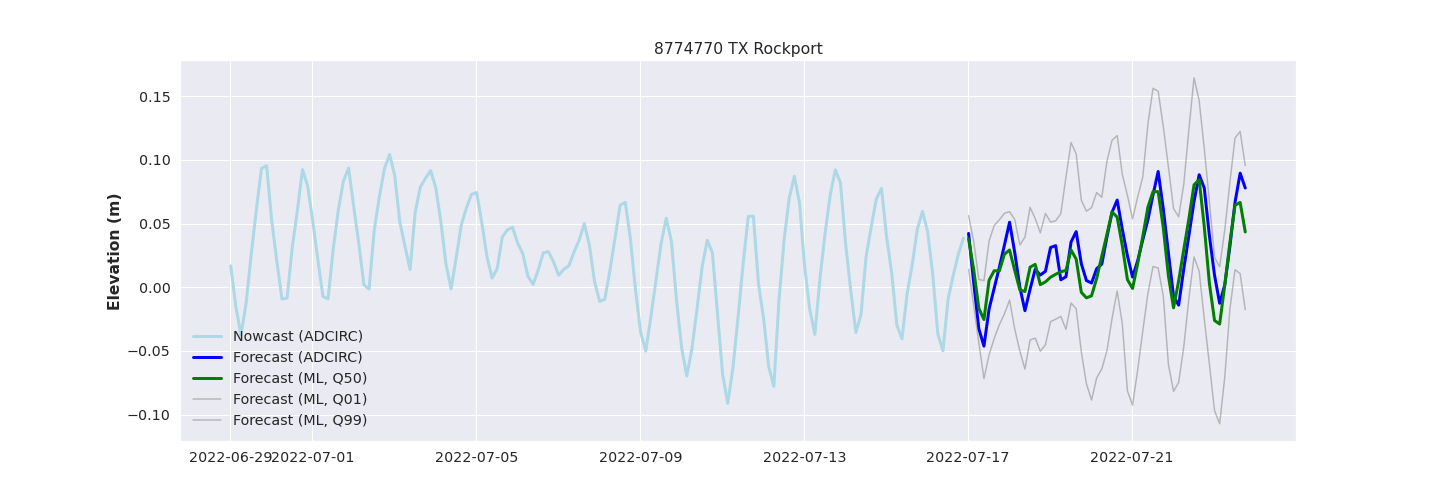 8774770 TX Rockport
Elevation (m)
0.15
0.10
0.05
0.00
−0.05
−0.10
Nowcast (ADCIRC)
Forecast (ADCIRC)
Forecast (ML, Q50)
Forecast (ML, Q01)
Forecast (ML, Q99)
2022-06-29 2022-07-01 2022-07-05 2022-07-09 2022-07-13 2022-07-17 2022-07-21